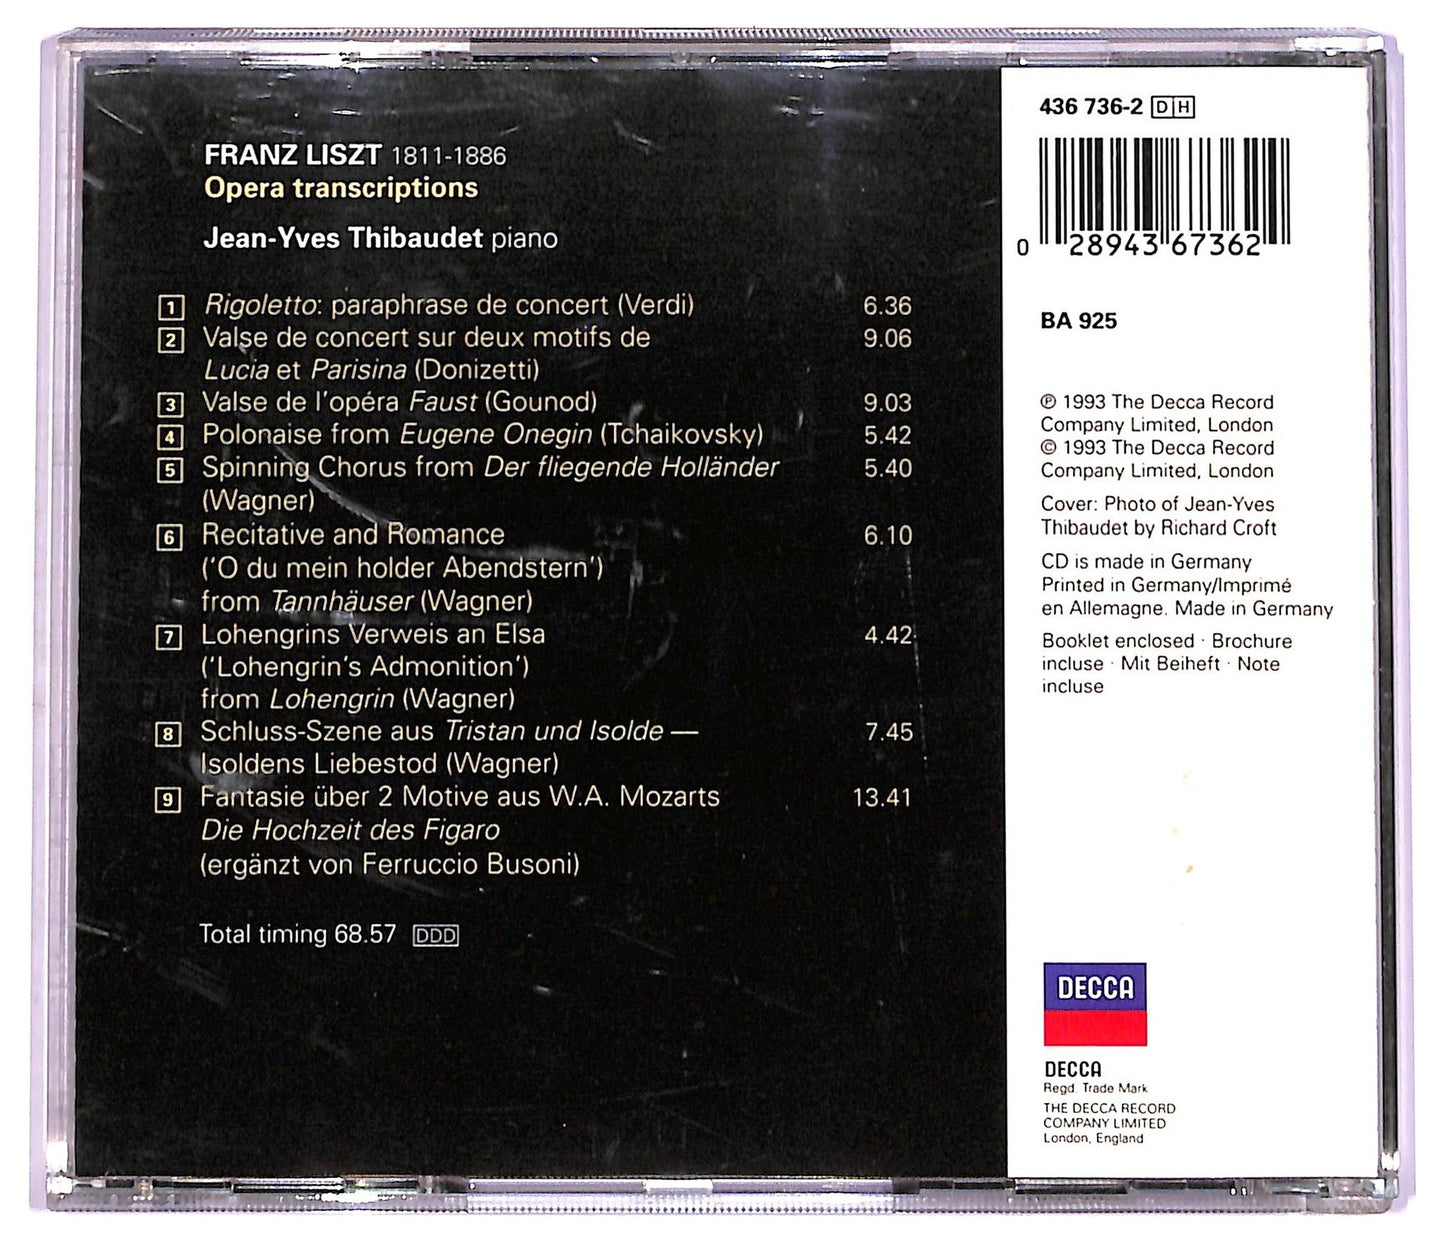 FRANZ LISZT 1811-1886
Opera transcriptions
Jean-Yves Thibaudet piano
1 Rigoletto: paraphrase de concert (Verdi) 6.36
2 Valse de concert sur deux motifs de 9.06
Lucia et Parisina (Donizetti)
3 Valse de l'opéra Faust (Gounod) 9.03
4 Polonaise from Eugene Onegin (Tchaikovsky) 5.42
5 Spinning Chorus from Der fliegende Holländer 5.40
(Wagner)
6 Recitative and Romance 6.10
('O du mein holder Abendstern')
from Tannhäuser (Wagner)
7 Lohengrins Verweis an Elsa 4.42
('Lohengrin's Admonition')
from Lohengrin (Wagner)
8 Schluss-Szene aus Tristan und Isolde — 7.45
Isoldens Liebestod (Wagner)
9 Fantasie über 2 Motive aus W.A. Mozarts 13.41
Die Hochzeit des Figaro
(ergänzt von Ferruccio Busoni)
Total timing 68.57 DDD
436 736-2 DH
0 28943 67362
BA 925
℗ 1993 The Decca Record
Company Limited, London
© 1993 The Decca Record
Company Limited, London
Cover: Photo of Jean-Yves
Thibaudet by Richard Croft
CD is made in Germany
Printed in Germany/Imprimé
en Allemagne. Made in Germany
Booklet enclosed · Brochure
incluse · Mit Beiheft · Note
incluse
DECCA
DECCA
Regd. Trade Mark
THE DECCA RECORD
COMPANY LIMITED
London, England